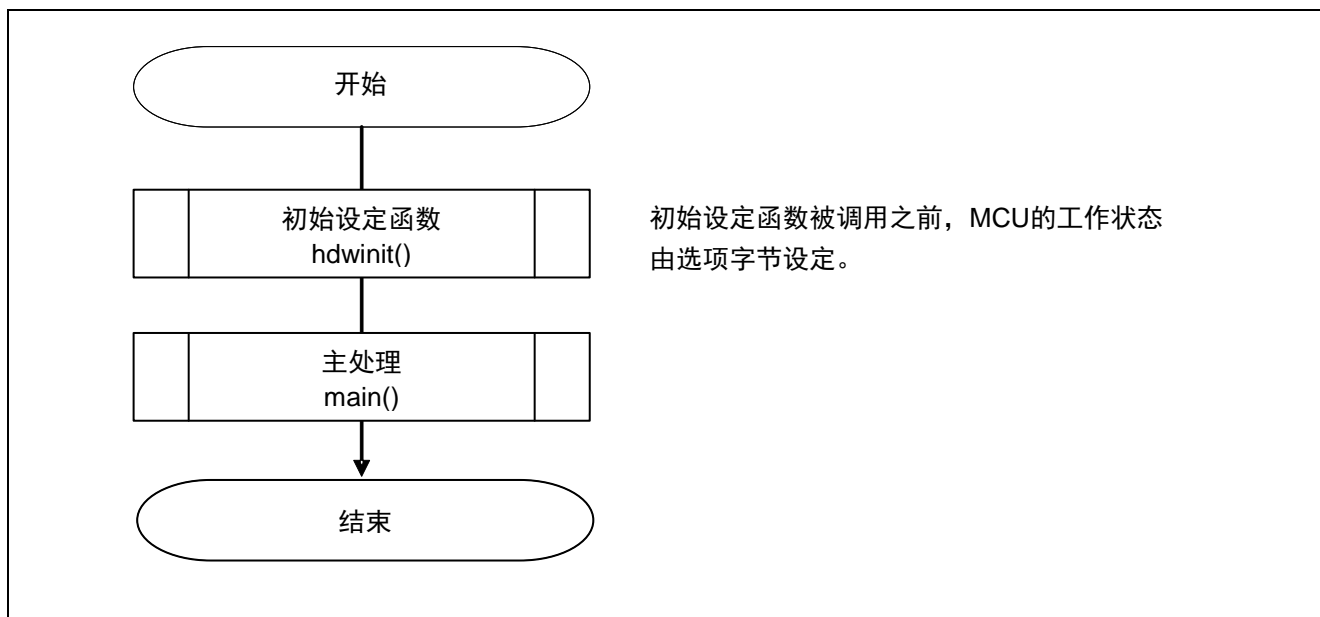 开始
初始设定函数
hdwinit()
初始设定函数被调用之前，MCU的工作状态
由选项字节设定。
主处理
main()
结束